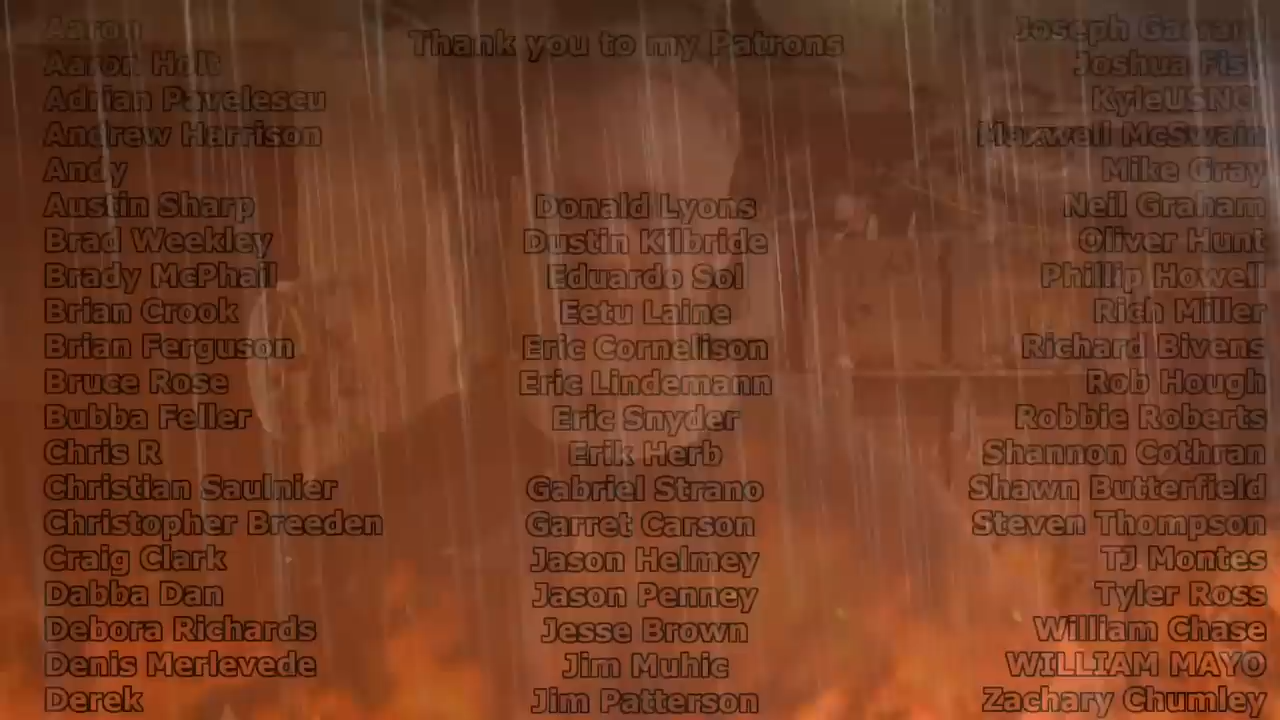 Thank you to my Patrons
Aaron
Aaron Holt
Adrian Pavelescu
Andrew Harrison
Andy
Austin Sharp
Brad Weekley
Brady McPhail
Brian Crook
Brian Ferguson
Bruce Rose
Bubba Feller
Chris R
Christian Saulnier
Christopher Breeden
Craig Clark
Dabba Dan
Debora Richards
Denis Merlevede
Derek
Donald Lyons
Dustin Kilbride
Eduardo Sol
Eetu Laine
Eric Cornelison
Eric Lindemann
Eric Snyder
Erik Herb
Gabriel Strano
Garret Carson
Jason Helmey
Jason Penney
Jesse Brown
Jim Muhic
Jim Patterson
Joseph
Joshua
Maxwell McSwain
Mike Gray
Neil Graham
Oliver Hunt
Phillip Howell
Rich Miller
Richard Bivens
Rob Hough
Robbie Roberts
Shannon Cothran
Shawn Butterfield
Steven Thompson
TJ Montes
Tyler Ross
William Chase
WILLIAM MAYO
Zachary Chumley